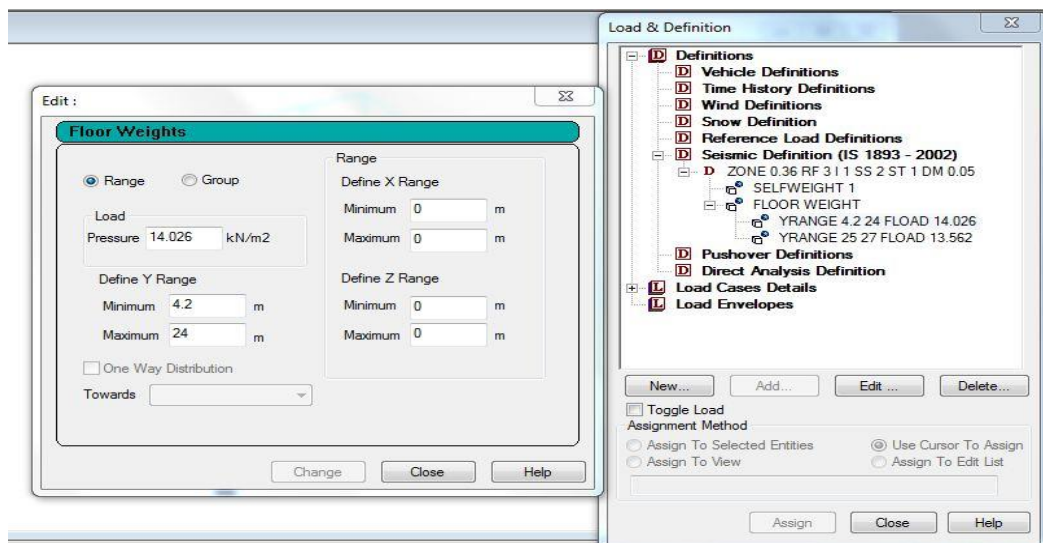 Edit :
Floor Weights
Range Group
Load
Pressure 14.026 kN/m2
Define Y Range
Minimum 4.2 m
Maximum 24 m
One Way Distribution
Towards
Range
Define X Range
Minimum 0 m
Maximum 0 m
Define Z Range
Minimum 0 m
Maximum 0 m
Change Close Help
Load & Definition
D Definitions
D Vehicle Definitions
D Time History Definitions
D Wind Definitions
D Snow Definition
D Reference Load Definitions
D Seismic Definition (IS 1893 - 2002)
D ZONE 0.36 RF 3 I 1 SS 2 ST 1 DM 0.05
SELFWEIGHT 1
FLOOR WEIGHT
YRANGE 4.2 24 FLOAD 14.026
YRANGE 25 27 FLOAD 13.562
D Pushover Definitions
D Direct Analysis Definition
L Load Cases Details
L Load Envelopes
New... Add... Edit ... Delete...
Toggle Load
Assignment Method
Assign To Selected Entities Use Cursor To Assign
Assign To View Assign To Edit List
Assign Close Help